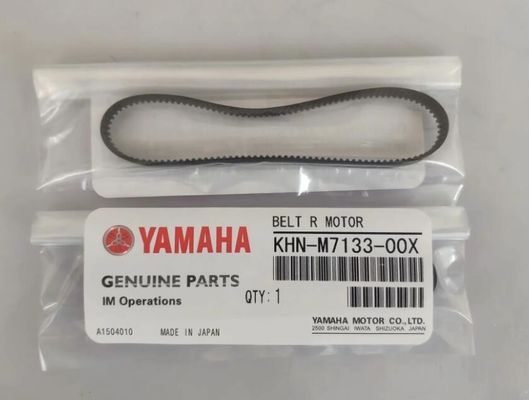 BELT R MOTOR
YAMAHA
KHN-M7133-00X
GENUINE PARTS
IM Operations
QTY: 1
YAMAHA MOTOR CO., LTD.
2500 SHINGAI IWATA SHIZUOKA, JAPAN
A1504010 MADE IN JAPAN